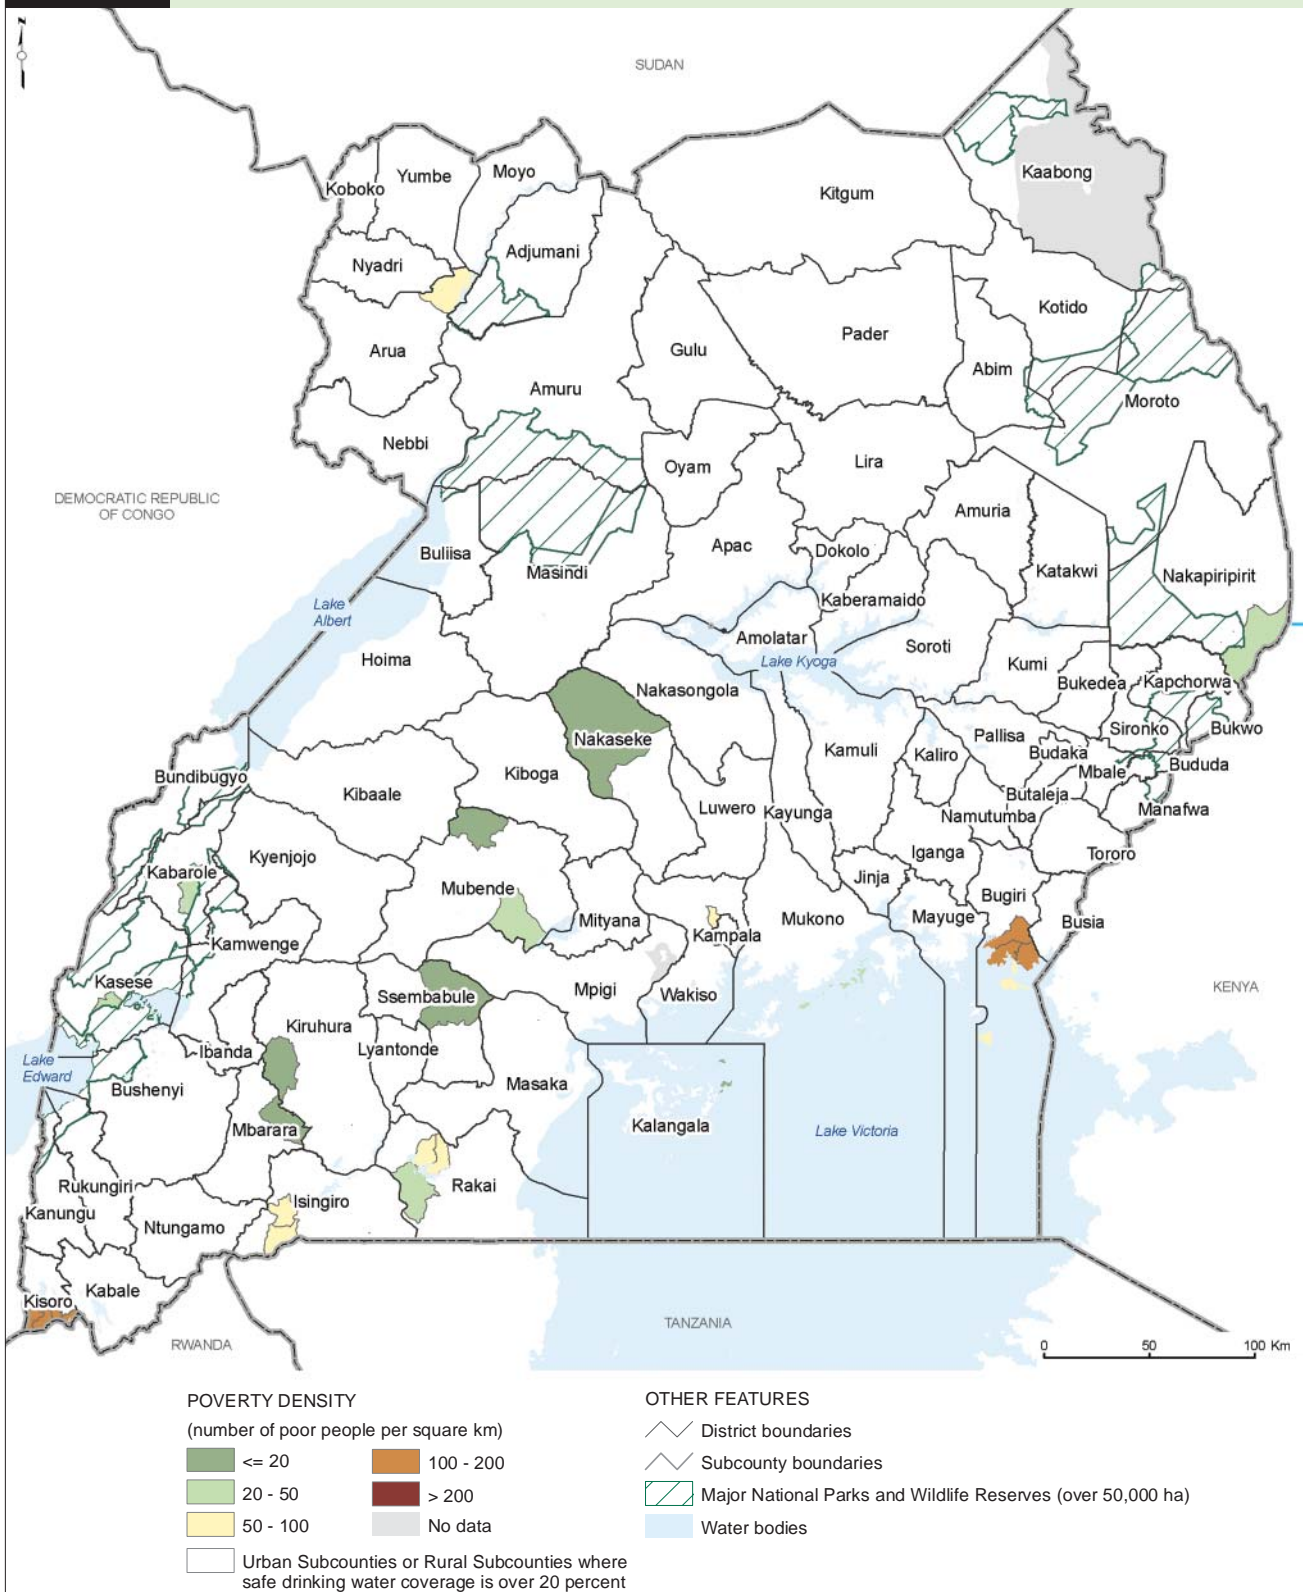 N
SUDAN
Kaabong
Koboko
Yumbe
Moyo
Kitgum
Adjumani
Nyadri
Kotido
Arua
Gulu
Pader
Abim
Amuru
Moroto
Nebbi
Oyam
Lira
DEMOCRATIC REPUBLIC
OF CONGO
Amuria
Apac
Dokolo
Buliisa
Masindi
Katakwi
Nakapiripirit
Lake
Albert
Kaberamaido
Amolatar
Soroti
Hoima
Lake Kyoga
Kumi
Bukedea
Kapchorwa
Nakasongola
Sironko
Bukwo
Nakaseke
Kamuli
Kaliro
Pallisa
Budaka
Mbale
Bududa
Bundibugyo
Kiboga
Kibaale
Butaleja
Manafwa
Luwero
Kayunga
Namutumba
Kyenjojo
Iganga
Tororo
Kabarole
Jinja
Mubende
Bugiri
Mityana
Mukono
Mayuge
Busia
Kampala
Kamwenge
Kasese
Ssembabule
Mpigi
Wakiso
KENYA
Kiruhura
Lyantonde
Ibanda
Lake
Edward
Bushenyi
Masaka
Mbarara
Kalangala
Lake Victoria
Rukungiri
Rakai
Isingiro
Kanungu
Ntungamo
Kabale
Kisoro
TANZANIA
RWANDA
0 50 100 Km
POVERTY DENSITY
(number of poor people per square km)
<= 20
20 - 50
50 - 100
100 - 200
> 200
No data
Urban Subcounties or Rural Subcounties where
safe drinking water coverage is over 20 percent
OTHER FEATURES
District boundaries
Subcounty boundaries
Major National Parks and Wildlife Reserves (over 50,000 ha)
Water bodies